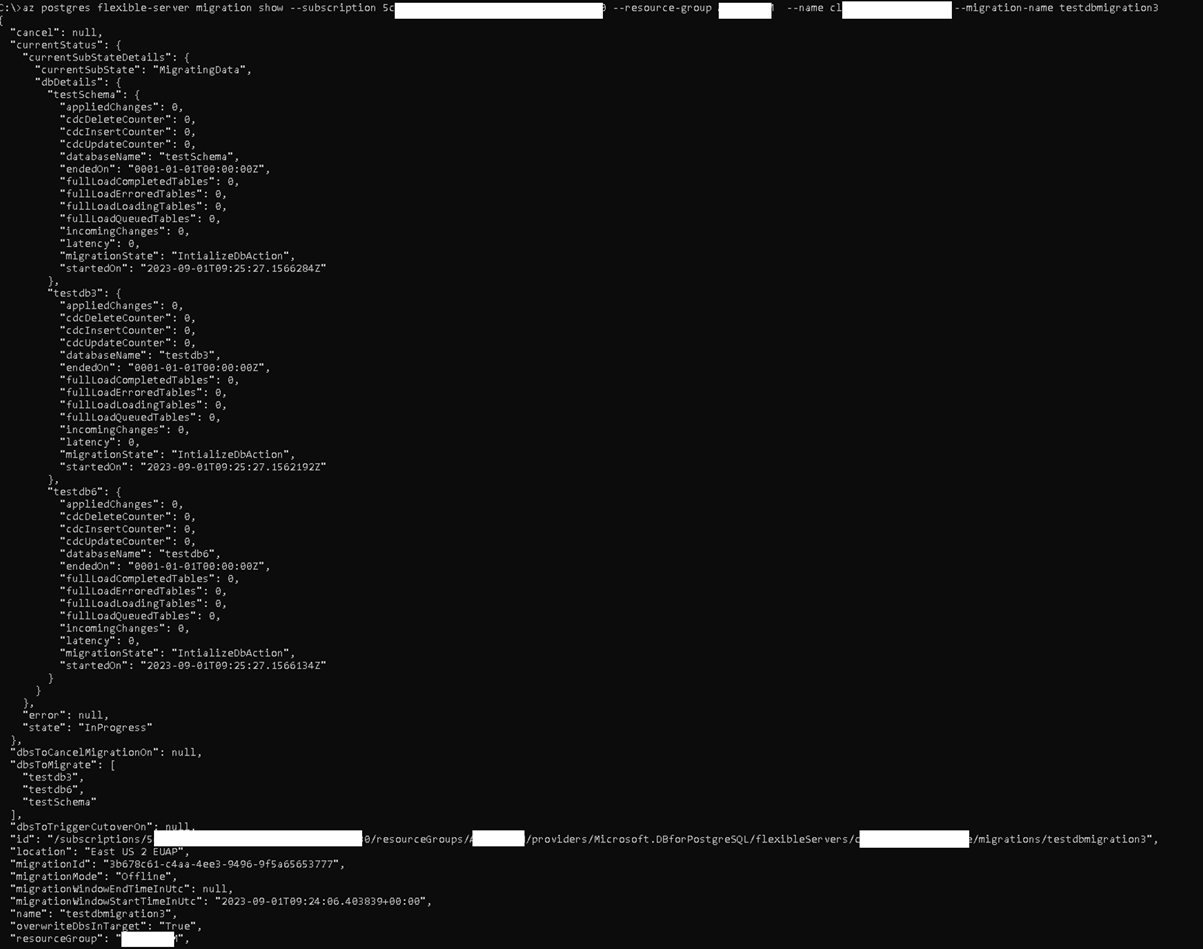 C:\>az postgres flexible-server migration show --subscription 5c --resource-group --name cl --migration-name testdbmigration3
{
"cancel": null,
"currentStatus": {
"currentSubStateDetails": {
"currentSubState": "MigratingData",
"dbDetails": {
"testSchema": {
"appliedChanges": 0,
"cdcDeleteCounter": 0,
"cdcInsertCounter": 0,
"cdcUpdateCounter": 0,
"databaseName": "testSchema",
"endedOn": "0001-01-01T00:00:00Z",
"fullLoadCompletedTables": 0,
"fullLoadErroredTables": 0,
"fullLoadLoadingTables": 0,
"fullLoadQueuedTables": 0,
"incomingChanges": 0,
"latency": 0,
"migrationState": "IntializeDbAction",
"startedOn": "2023-09-01T09:25:27.1566284Z"
},
"testdb3": {
"appliedChanges": 0,
"cdcDeleteCounter": 0,
"cdcInsertCounter": 0,
"cdcUpdateCounter": 0,
"databaseName": "testdb3",
"endedOn": "0001-01-01T00:00:00Z",
"fullLoadCompletedTables": 0,
"fullLoadErroredTables": 0,
"fullLoadLoadingTables": 0,
"fullLoadQueuedTables": 0,
"incomingChanges": 0,
"latency": 0,
"migrationState": "IntializeDbAction",
"startedOn": "2023-09-01T09:25:27.1562192Z"
},
"testdb6": {
"appliedChanges": 0,
"cdcDeleteCounter": 0,
"cdcInsertCounter": 0,
"cdcUpdateCounter": 0,
"databaseName": "testdb6",
"endedOn": "0001-01-01T00:00:00Z",
"fullLoadCompletedTables": 0,
"fullLoadErroredTables": 0,
"fullLoadLoadingTables": 0,
"fullLoadQueuedTables": 0,
"incomingChanges": 0,
"latency": 0,
"migrationState": "IntializeDbAction",
"startedOn": "2023-09-01T09:25:27.1566134Z"
}
}
},
"error": null,
"state": "InProgress"
},
"dbsToCancelMigrationOn": null,
"dbsToMigrate": [
"testdb3",
"testdb6",
"testSchema"
],
"dbsToTriggerCutoverOn": null,
"id": "/subscriptions/5 0/resourceGroups/ /providers/Microsoft.DBforPostgreSQL/flexibleServers/c e/migrations/testdbmigration3",
"location": "East US 2 EUAP",
"migrationId": "3b678c61-c4aa-4ee3-9496-9f5a65653777",
"migrationMode": "Offline",
"migrationWindowEndTimeInUtc": null,
"migrationWindowStartTimeInUtc": "2023-09-01T09:24:06.403839+00:00",
"name": "testdbmigration3",
"overwriteDbsInTarget": "True",
"resourceGroup": " ",